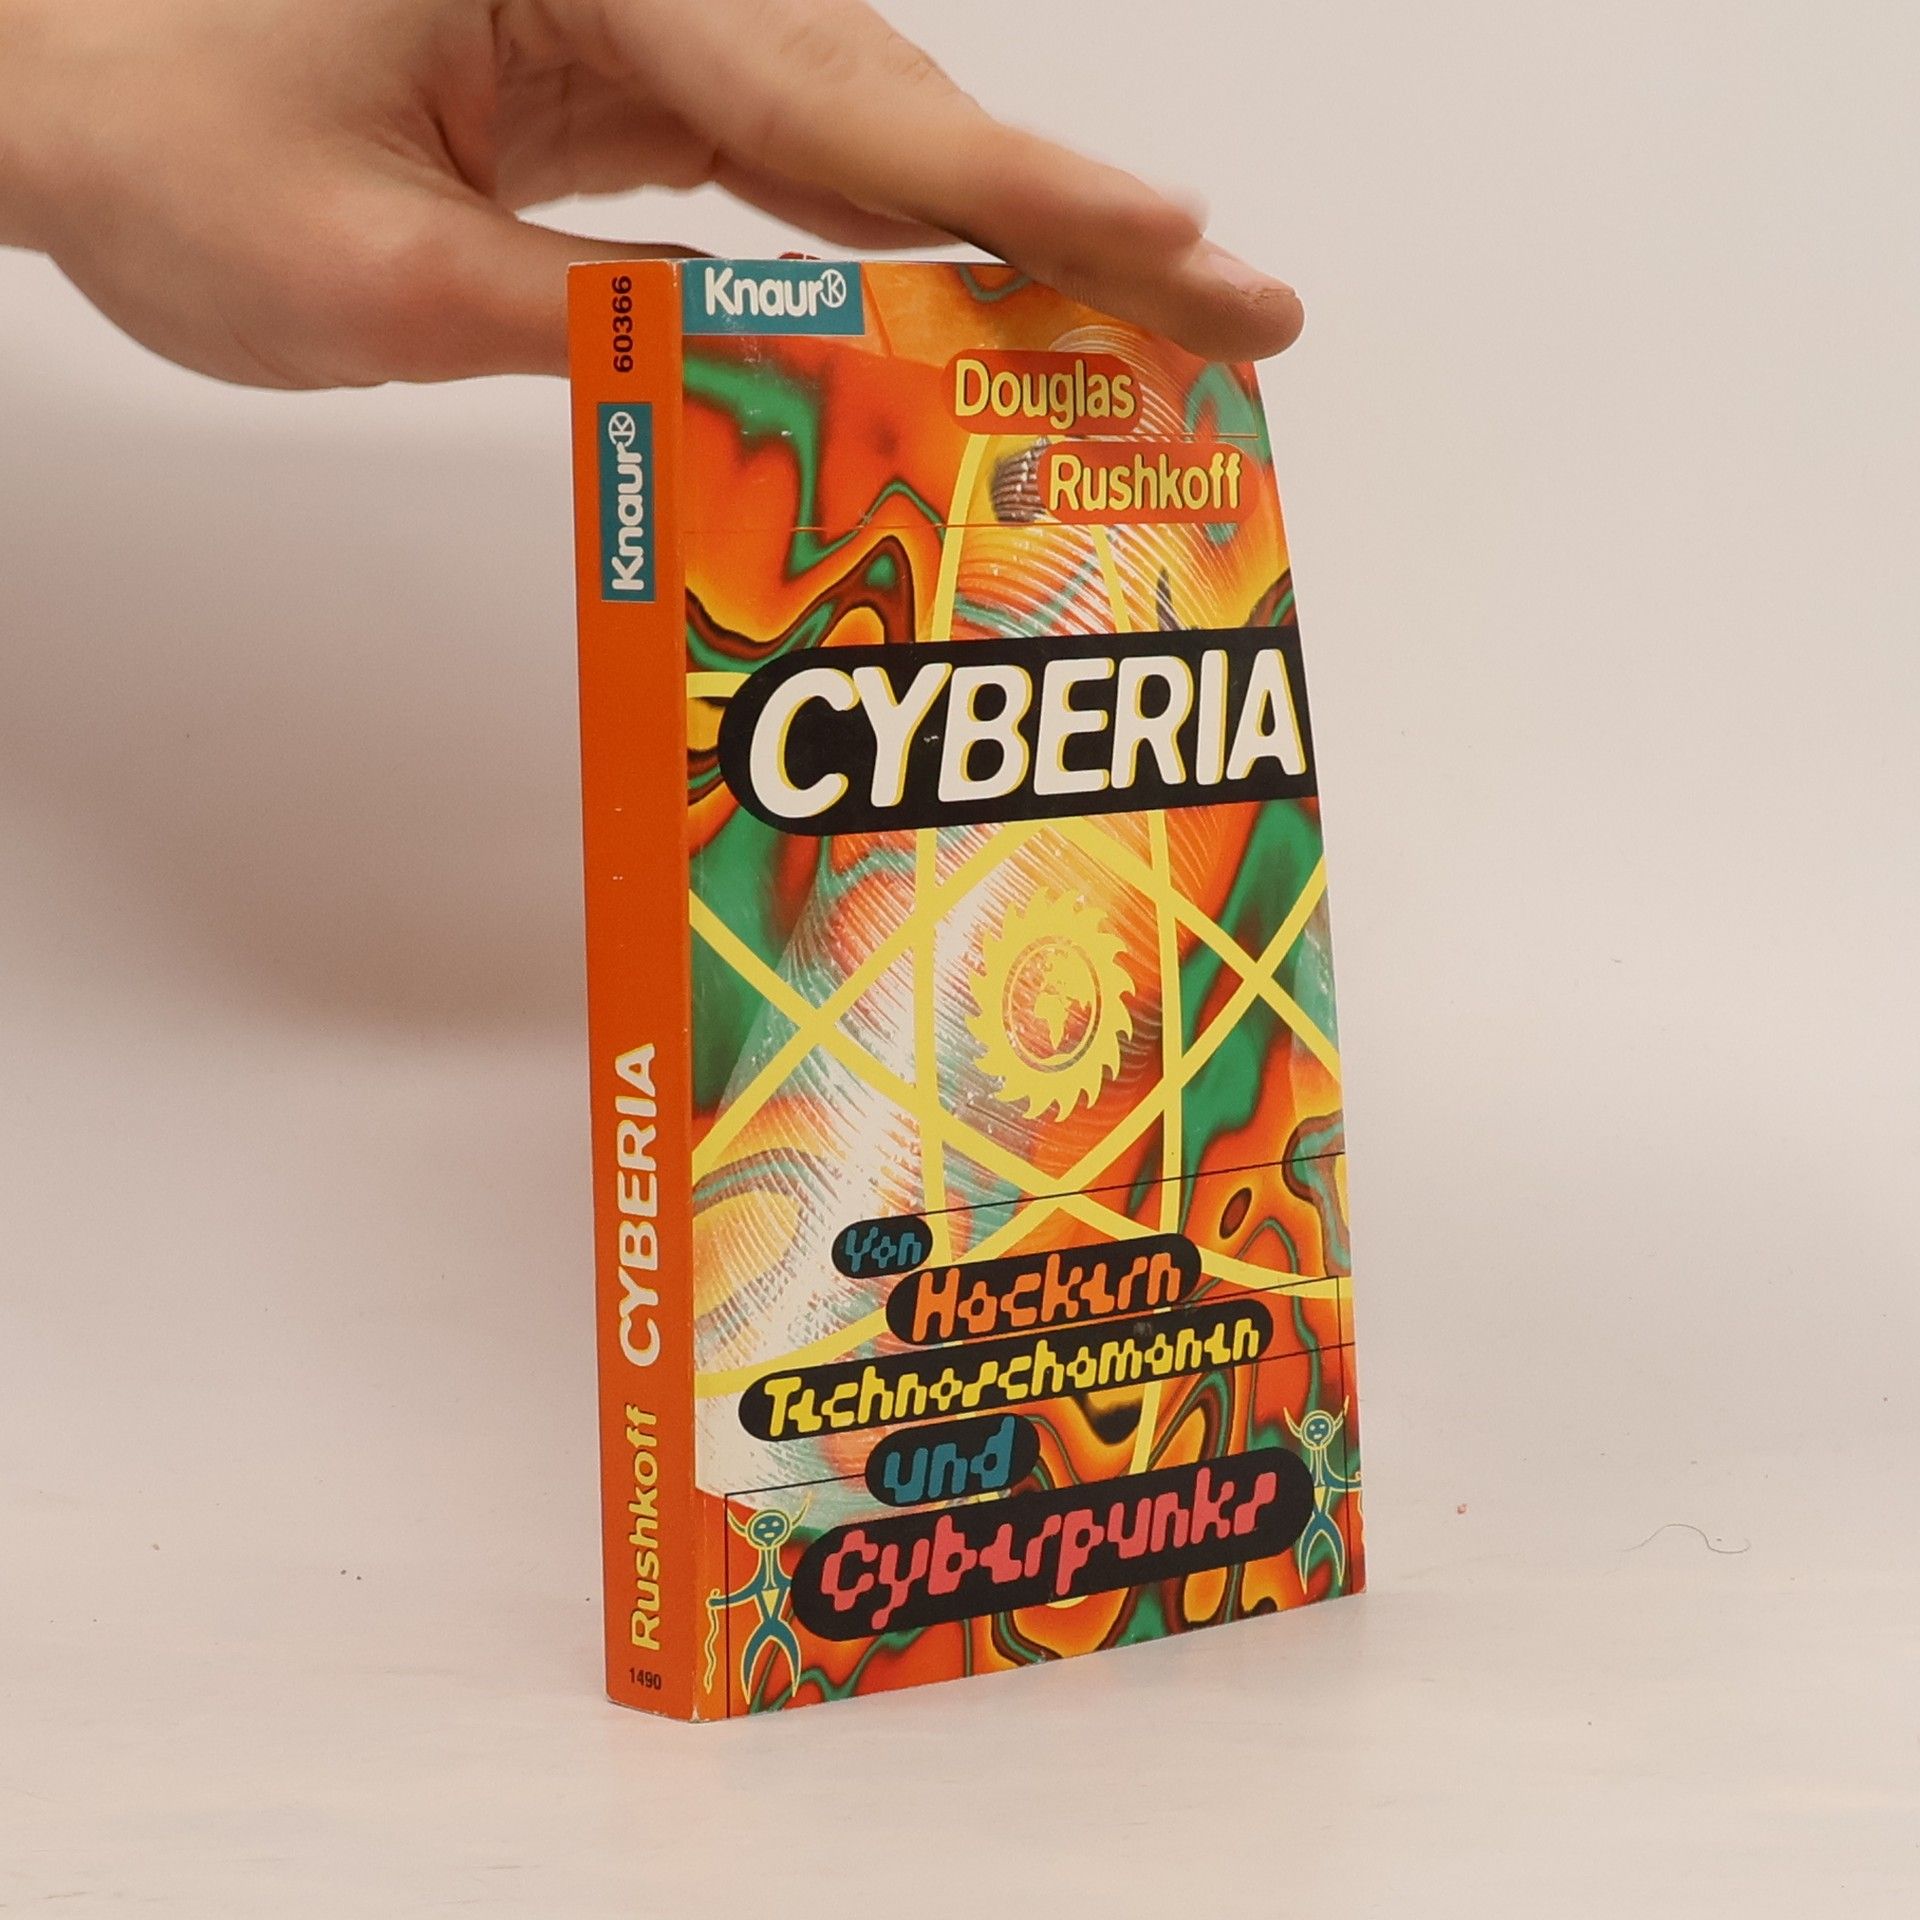 60366
Knaur
CYBERIA
Rushkoff
1490
Knaur
Douglas
Rushkoff
CYBERIA
Von
Hackern
Technoschamanen
und
Cyberpunks